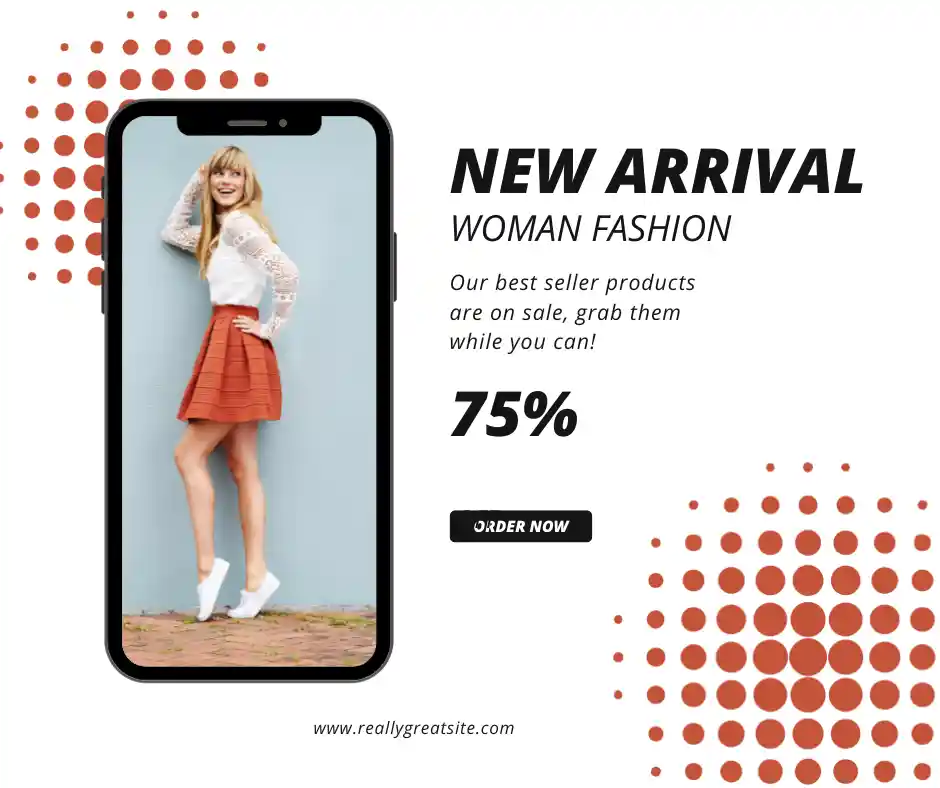 NEW ARRIVAL
WOMAN FASHION
Our best seller products
are on sale, grab them
while you can!
75%
ORDER NOW
www.reallygreatsite.com